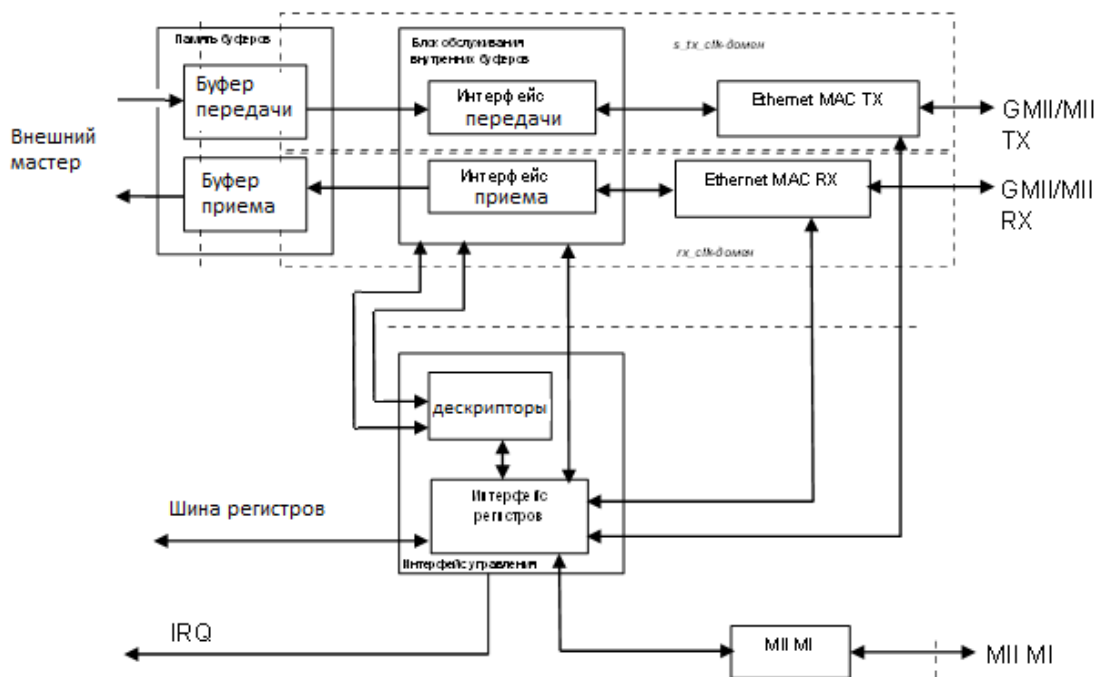 Память буферов
Блок обслуживания
внутренних буферов
s_tx_clk-домен
Буфер
передачи
Интерфейс
передачи
Ethernet MAC TX
GMII/MII
TX
Внешний
мастер
Буфер
приема
Интерфейс
приема
Ethernet MAC RX
GMII/MII
RX
rx_clk-домен
дескрипторы
Интерфейс
регистров
Шина регистров
Интерфейс управления
IRQ
MII MI
MII MI